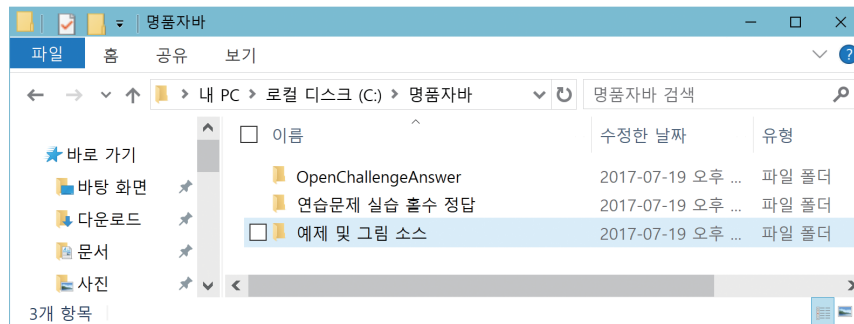 명품자바
파일 홈 공유 보기
내 PC 로컬 디스크 (C:) 명품자바 명품자바 검색
이름 수정한 날짜 유형
바로 가기
바탕 화면
다운로드
문서
사진
OpenChallengeAnswer 2017-07-19 오후 ... 파일 폴더
연습문제 실습 홀수 정답 2017-07-19 오후 ... 파일 폴더
예제 및 그림 소스 2017-07-19 오후 ... 파일 폴더
3개 항목